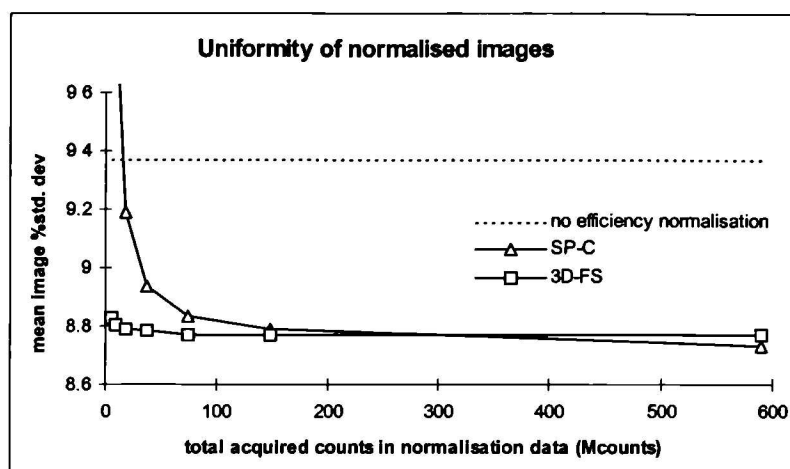 Uniformity of normalised images
mean image %std. dev
9 6
9 4
9.2
9
8.8
8.6
0
100
200
300
400
500
600
no efficiency normalisation
SP-C
3D-FS
total acquired counts in normalisation data (Mcounts)